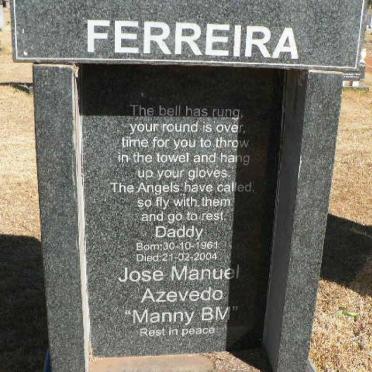 FERREIRA
The bell has rung,
your round is over,
time for you to throw
in the towel and hang
up your gloves.
The Angels have called,
so fly with them
and go to rest.
Daddy
Born:30-10-1961
Died:21-02-2004
José Manuel
Azevedo
"Manny BM"
Rest in peace